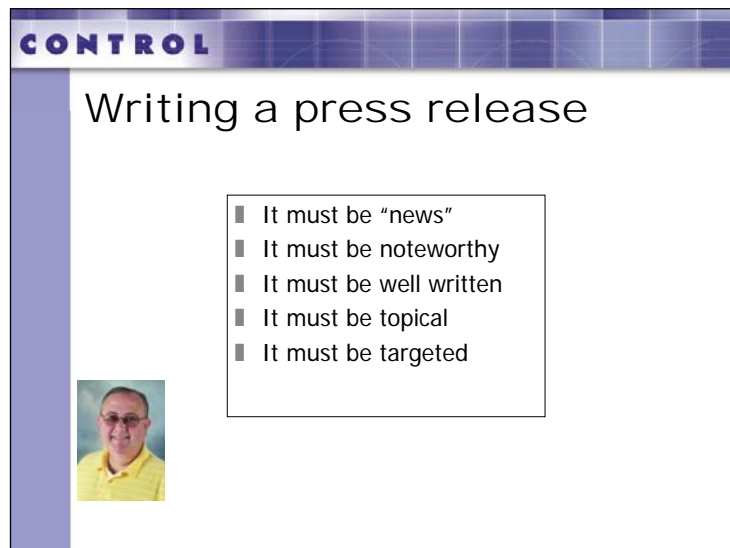 CONTROL
Writing a press release
It must be “news”
It must be noteworthy
It must be well written
It must be topical
It must be targeted